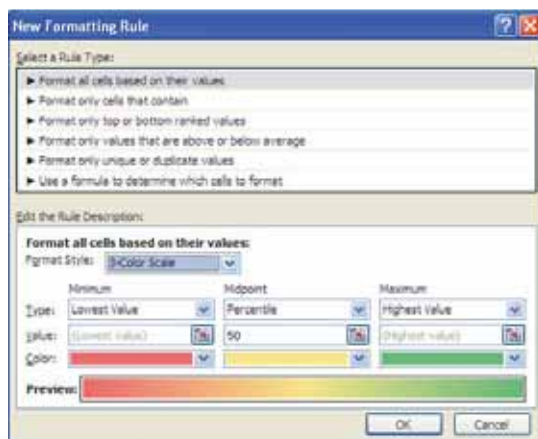 New Formatting Rule
Select a Rule Type:
► Format all cells based on their values
► Format only cells that contain
► Format only top or bottom ranked values
► Format only values that are above or below average
► Format only unique or duplicate values
► Use a formula to determine which cells to format
Edit the Rule Description:
Format all cells based on their values:
Format Style: 3-Color Scale
Minimum Midpoint Maximum
Type: Lowest Value Percentile Highest Value
Value: (Lowest value) 50 (Highest value)
Color:
Preview:
OK Cancel